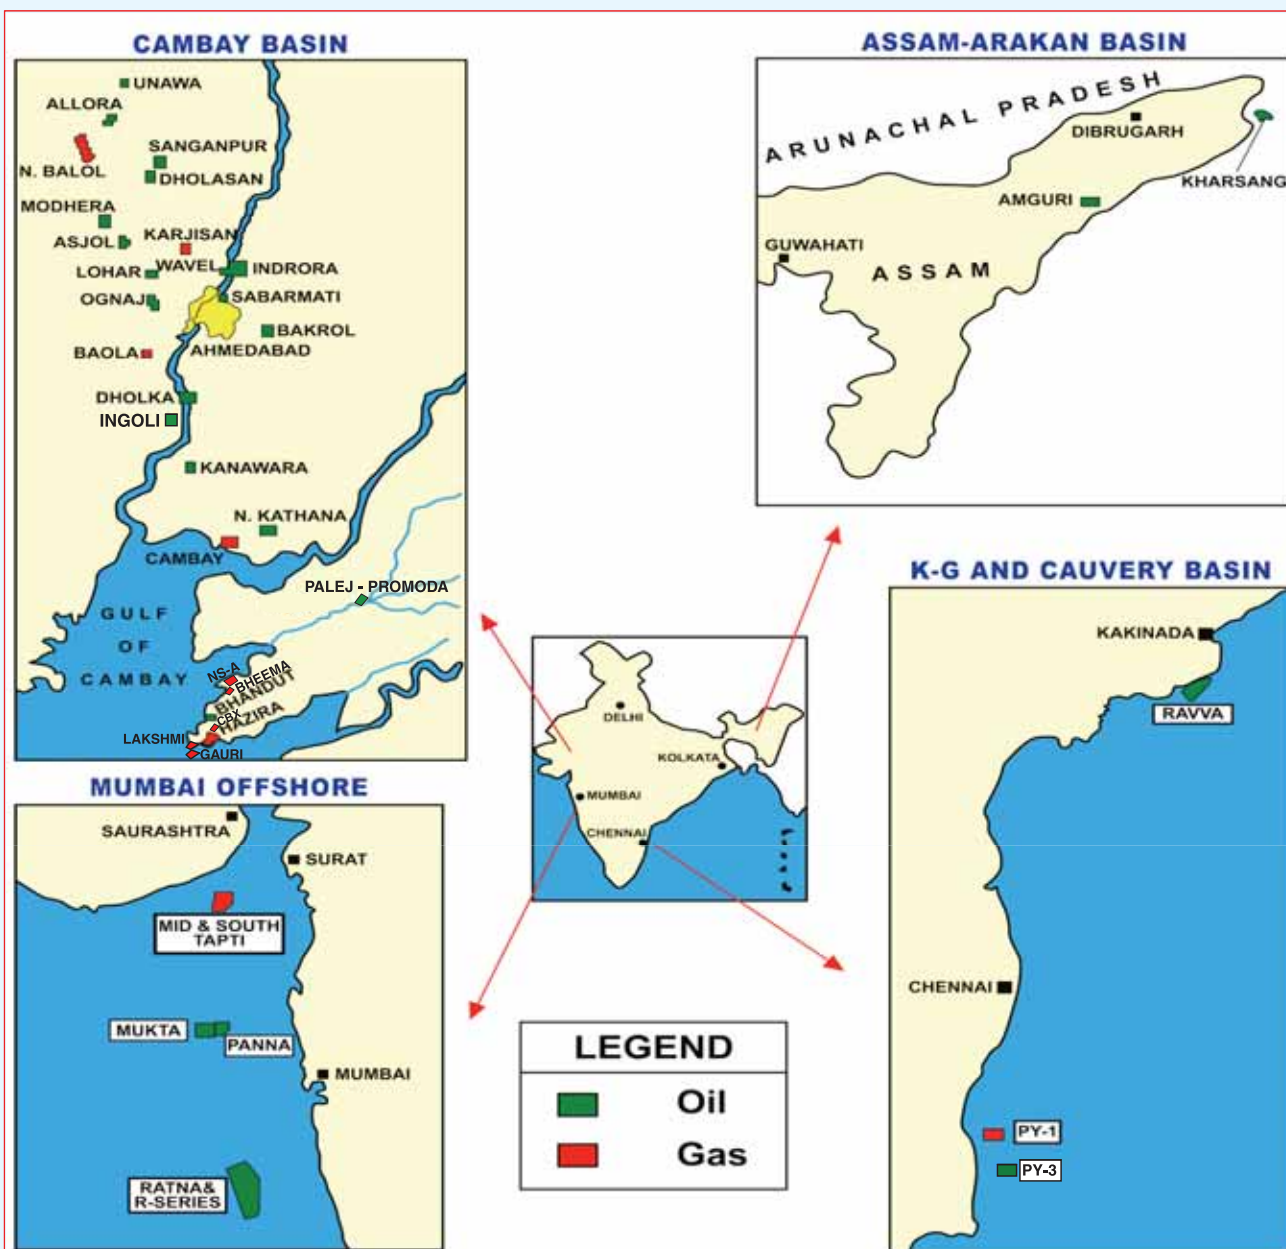 CAMBAY BASIN
UNAWA
ALLORA
SANGANPUR
N. BALOL
DHOLASAN
MODHERA
ASJOL
KARJISAN
LOHAR
WAVEL
INDRORA
OGNAJ
SABARMATI
BAKROL
BAOLA
AHMEDABAD
DHOLKA
INGOLI
KANAWARA
N. KATHANA
CAMBAY
PALEJ - PROMODA
GULF
OF
CAMBAY
NS-A
BHEEMA
BHANDUT
CBX
HAZIRA
LAKSHMI
GAURI
ASSAM-ARAKAN BASIN
ARUNACHAL PRADESH
DIBRUGARH
KHARSANG
AMGURI
GUWAHATI
ASSAM
DELHI
KOLKATA
MUMBAI
CHENNAI
MUMBAI OFFSHORE
SAURASHTRA
SURAT
MID & SOUTH
TAPTI
MUKTA
PANNA
MUMBAI
RATNA&
R-SERIES
LEGEND
Oil
Gas
K-G AND CAUVERY BASIN
KAKINADA
RAVVA
CHENNAI
PY-1
PY-3